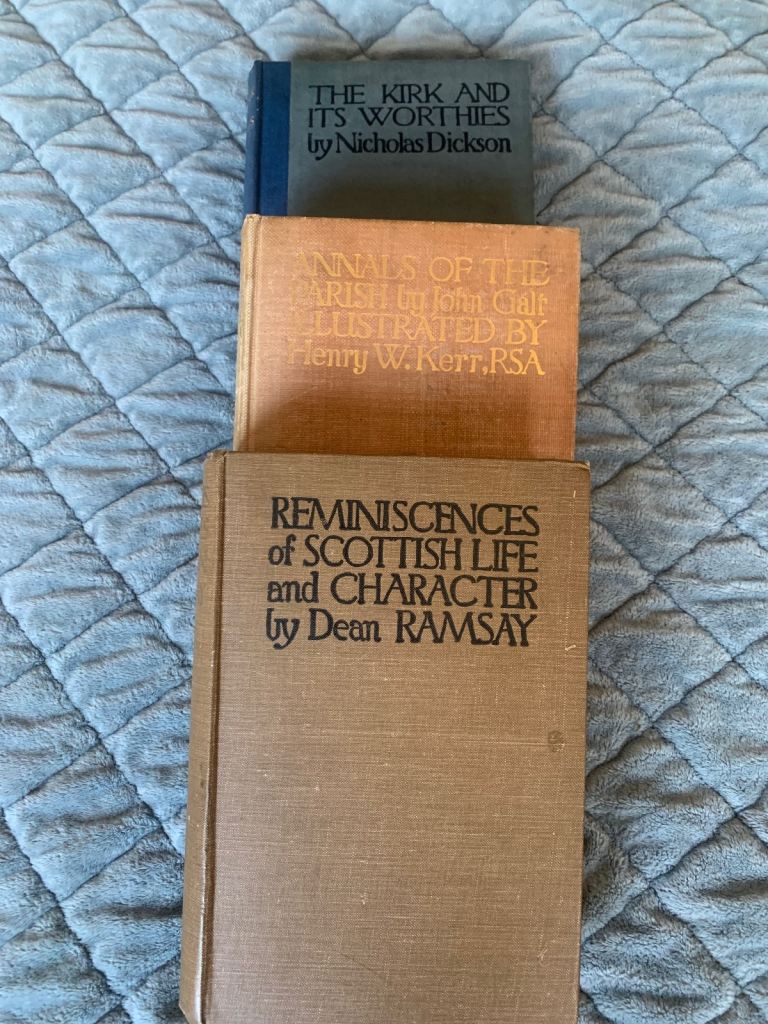 THE KIRK AND
ITS WORTHIES
by Nicholas Dickson
ANNALS OF THE
PARISH by John Galt
ILLUSTRATED BY
Henry W. Kerr, RSA
REMINISCENCES
of SCOTTISH LIFE
and CHARACTER
by Dean RAMSAY